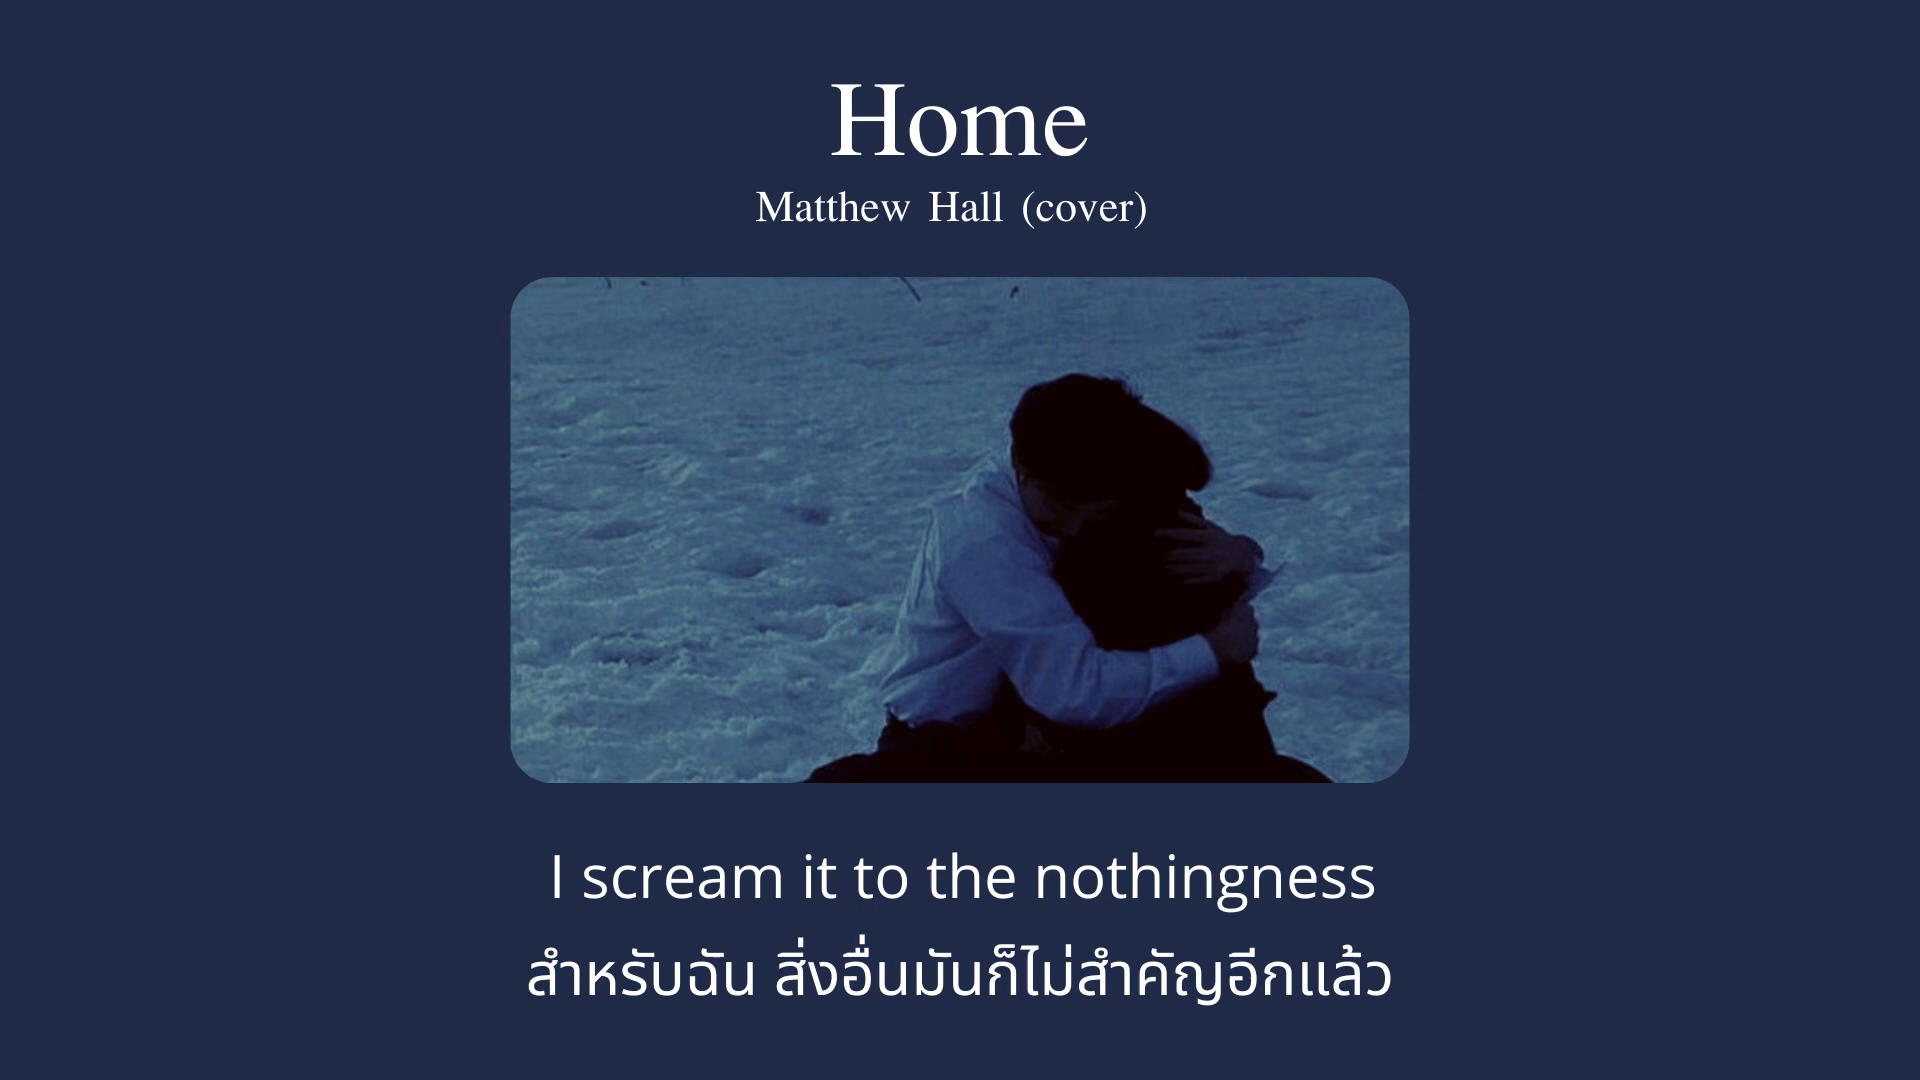 Home
Matthew Hall (cover)
I scream it to the nothingness
สำหรับฉัน สิ่งอื่นมันก็ไม่สำคัญอีกแล้ว